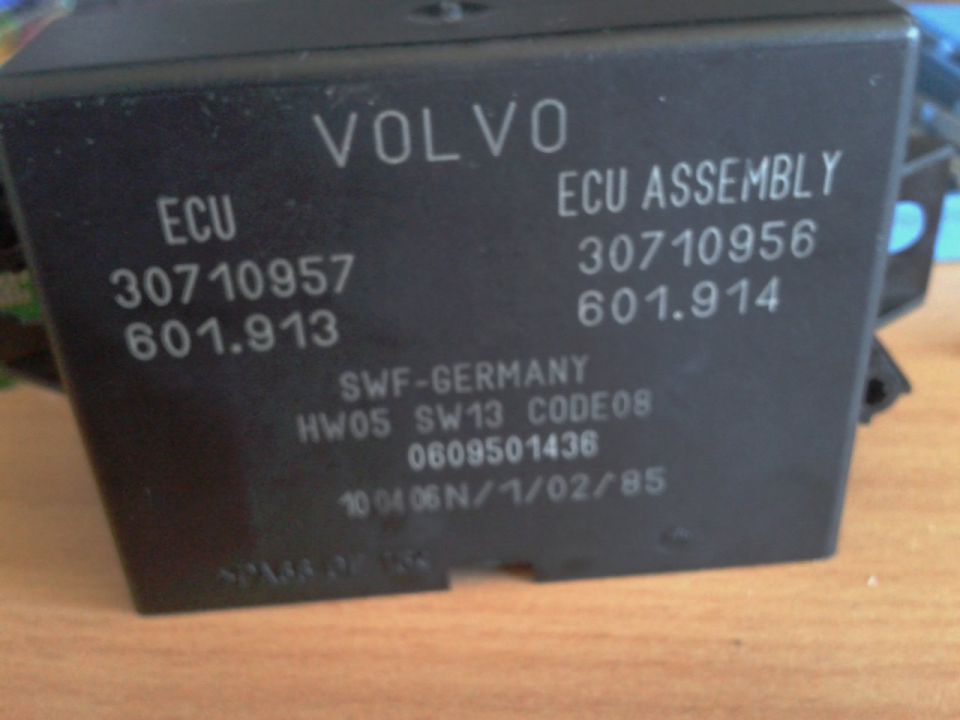 VOLVO
ECU
30710957
601.913
ECU ASSEMBLY
30710956
601.914
SWF-GERMANY
HW05 SW13 CODE08
0609501436
10 04 06N/1/02/85